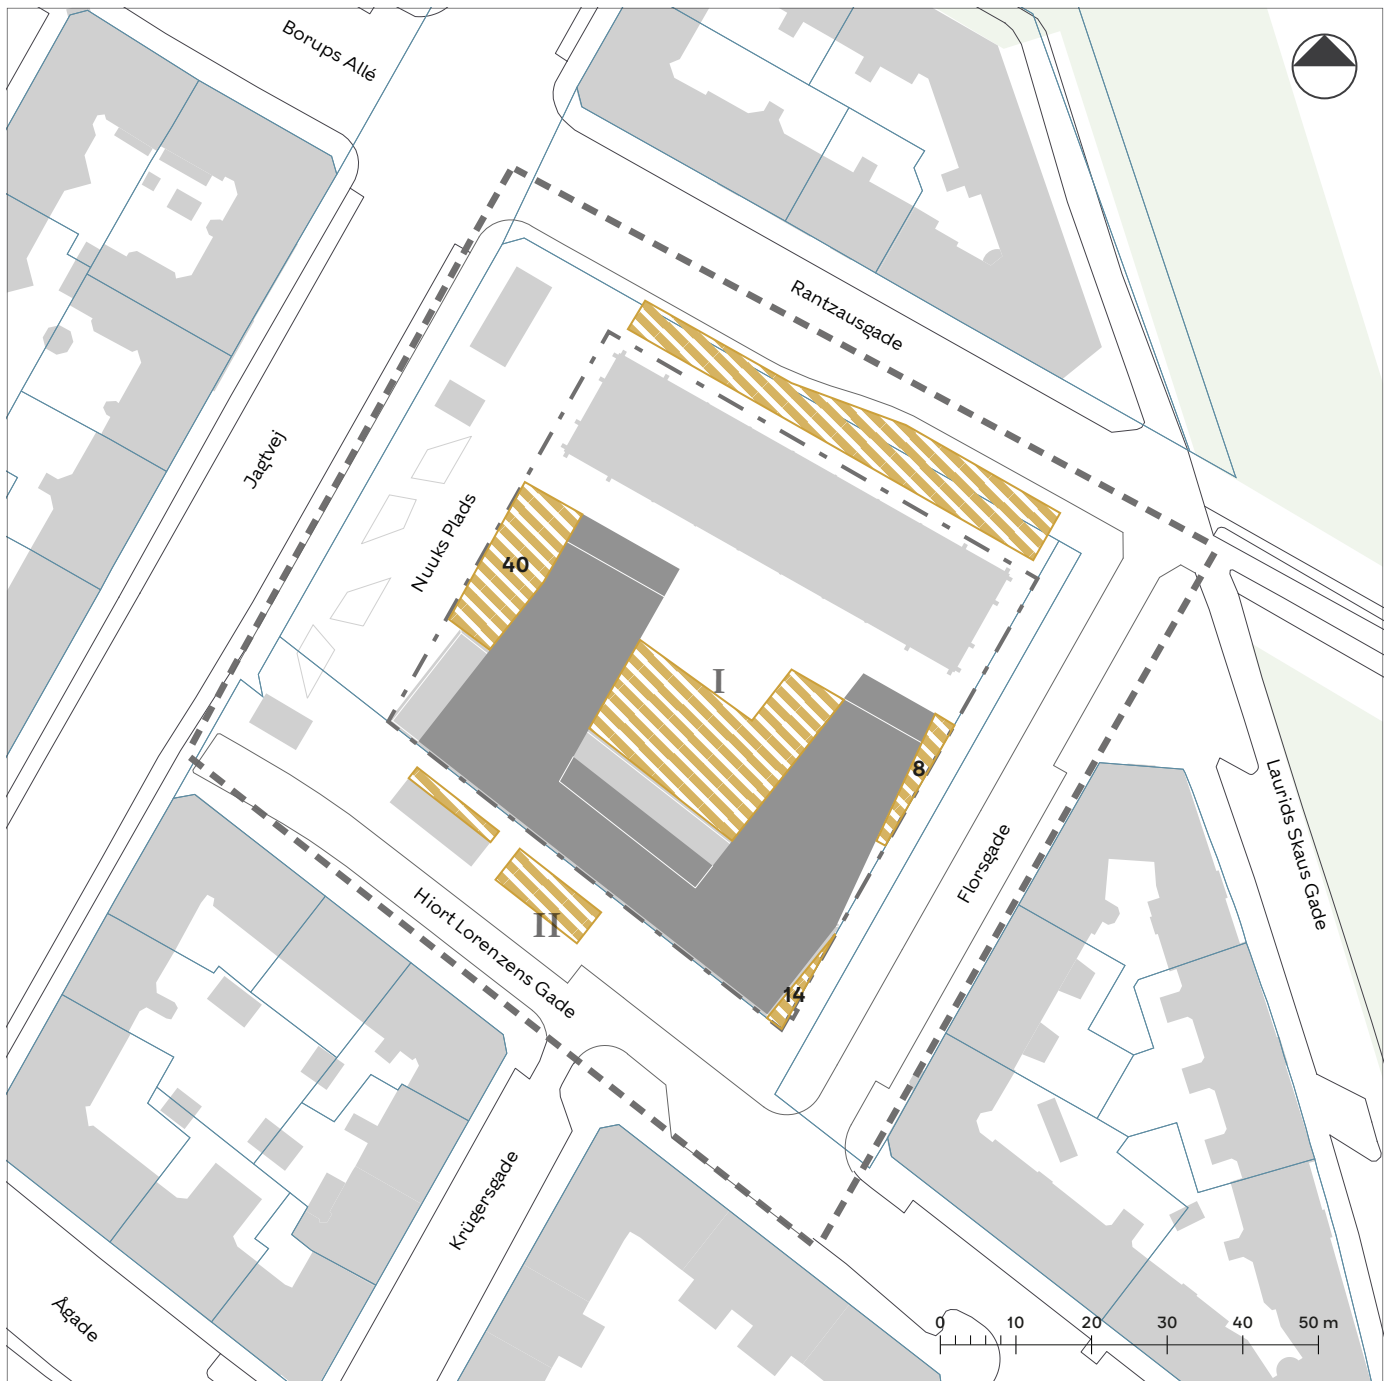 Borups Allé
Rantzausgade
Jagtvej
Nuuks Plads
40
I
8
Laurids Skaus Gade
Florsgade
Hiort Lorenzens Gade
II
14
Krügersgade
Ågade
0 10 20 30 40 50 m